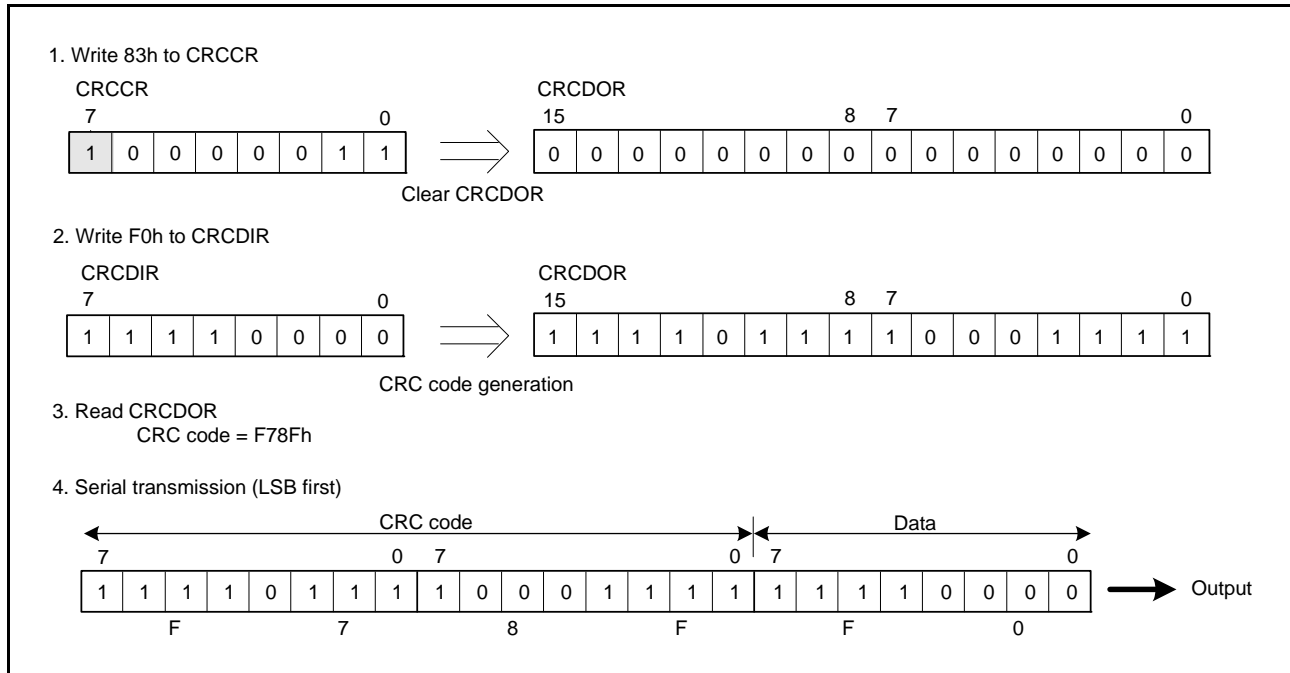 1. Write 83h to CRCCR
CRCCR CRCDOR
7 0 15 8 7 0
1 0 0 0 0 0 1 1 0 0 0 0 0 0 0 0 0 0 0 0 0 0 0 0
Clear CRCDOR
2. Write F0h to CRCDIR
CRCDIR CRCDOR
7 0 15 8 7 0
1 1 1 1 0 0 0 0 1 1 1 1 0 1 1 1 1 0 0 0 1 1 1 1
CRC code generation
3. Read CRCDOR
CRC code = F78Fh
4. Serial transmission (LSB first)
CRC code Data
7 0 7 0 7 0
1 1 1 1 0 1 1 1 1 0 0 0 1 1 1 1 1 1 1 1 0 0 0 0 Output
F 7 8 F F 0